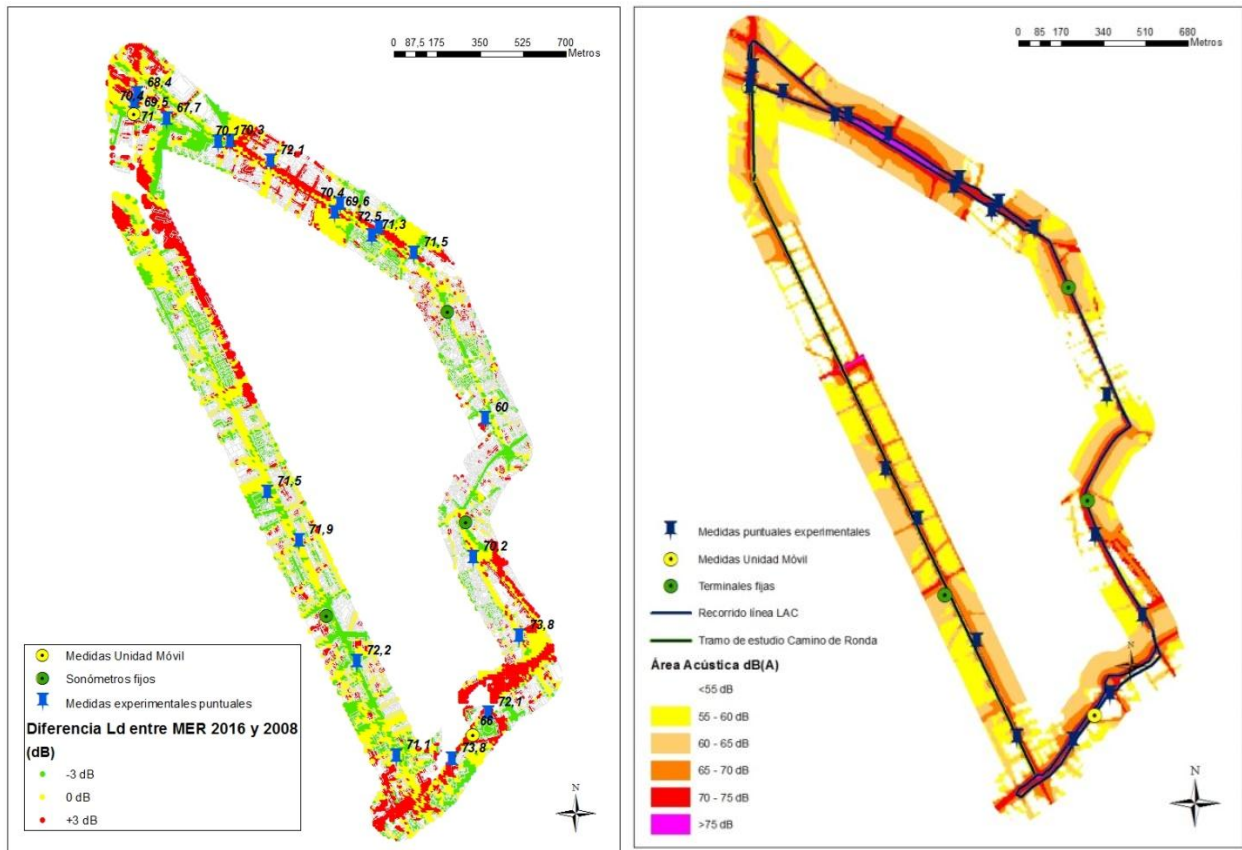 0 87,5 175 350 525 700
Metros
68,4
70,4
69,5
71
67,7
70,1
70,3
72,1
70,4
69,6
72,5
71,3
71,5
60
71,5
71,9
70,2
73,8
72,2
72,1
66
71,1
73,8
Medidas Unidad Móvil
Sonómetros fijos
Medidas experimentales puntuales
Diferencia Ld entre MER 2016 y 2008
(dB)
-3 dB
0 dB
+3 dB
N
0 85 170 340 510 680
Metros
Medidas puntuales experimentales
Medidas Unidad Móvil
Terminales fijas
Recorrido línea LAC
Tramo de estudio Camino de Ronda
Área Acústica dB(A)
<55 dB
55 - 60 dB
60 - 65 dB
65 - 70 dB
70 - 75 dB
>75 dB
N